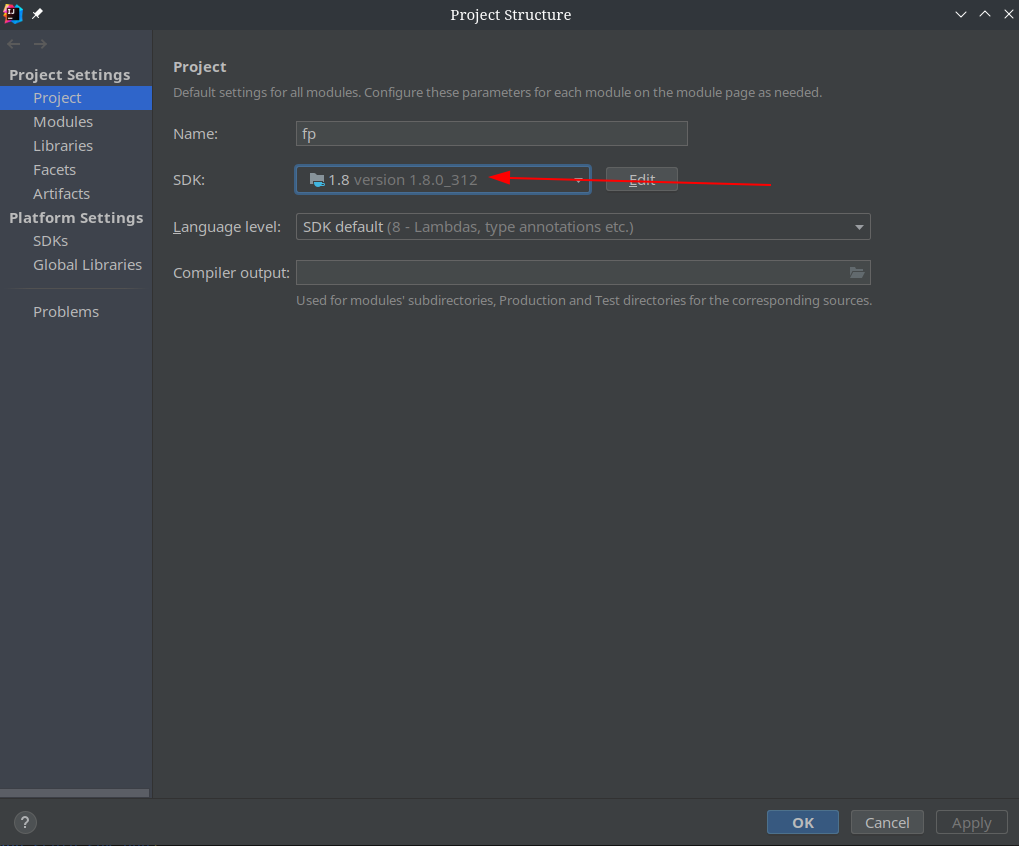 Project Structure
Project Settings
Project
Modules
Libraries
Facets
Artifacts
Platform Settings
SDKs
Global Libraries
Problems
Project
Default settings for all modules. Configure these parameters for each module on the module page as needed.
Name: fp
SDK: 1.8 version 1.8.0_312 Edit
Language level: SDK default (8 - Lambdas, type annotations etc.)
Compiler output:
Used for modules' subdirectories, Production and Test directories for the corresponding sources.
? OK Cancel Apply